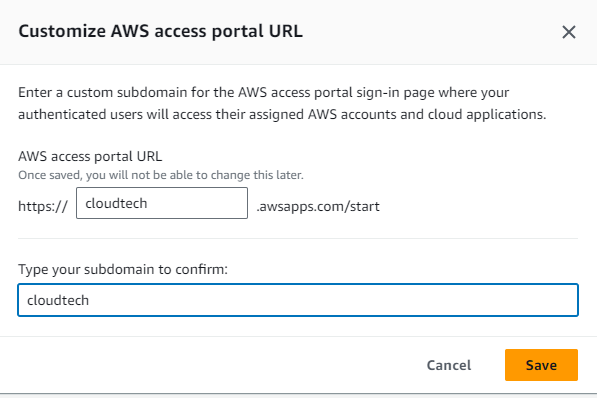 Customize AWS access portal URL
Enter a custom subdomain for the AWS access portal sign-in page where your
authenticated users will access their assigned AWS accounts and cloud applications.
AWS access portal URL
Once saved, you will not be able to change this later.
https:// cloudtech .awsapps.com/start
Type your subdomain to confirm:
cloudtech
Cancel Save